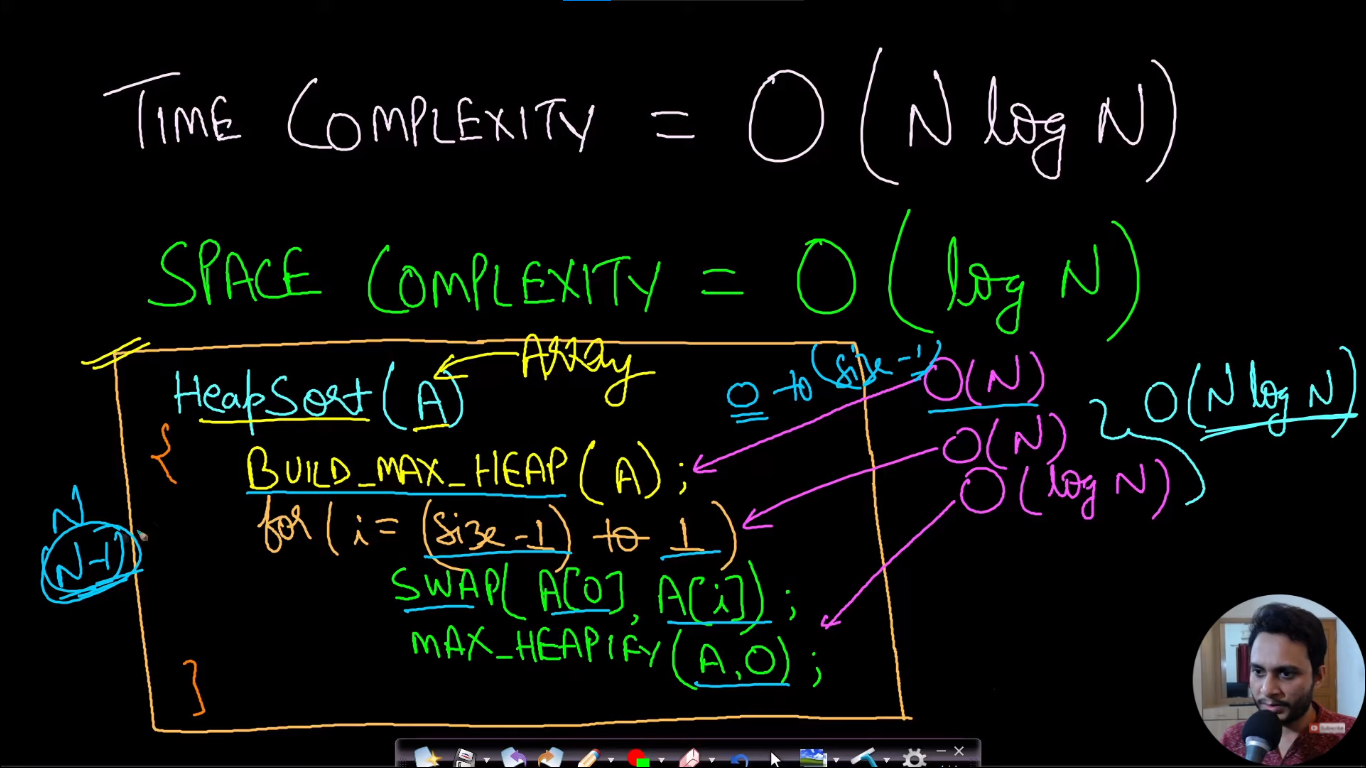 TIME COMPLEXITY = O(N log N)
SPACE COMPLEXITY = O(log N)
HeapSort(A) Array
0 to (size-1)
{
BUILD_MAX_HEAP(A);
for(i = (size-1) to 1)
SWAP(A[0], A[i]);
MAX_HEAPIFY(A,0);
}
N
N-1
O(N)
O(N)
O(log N)
O(N log N)
Subscribe